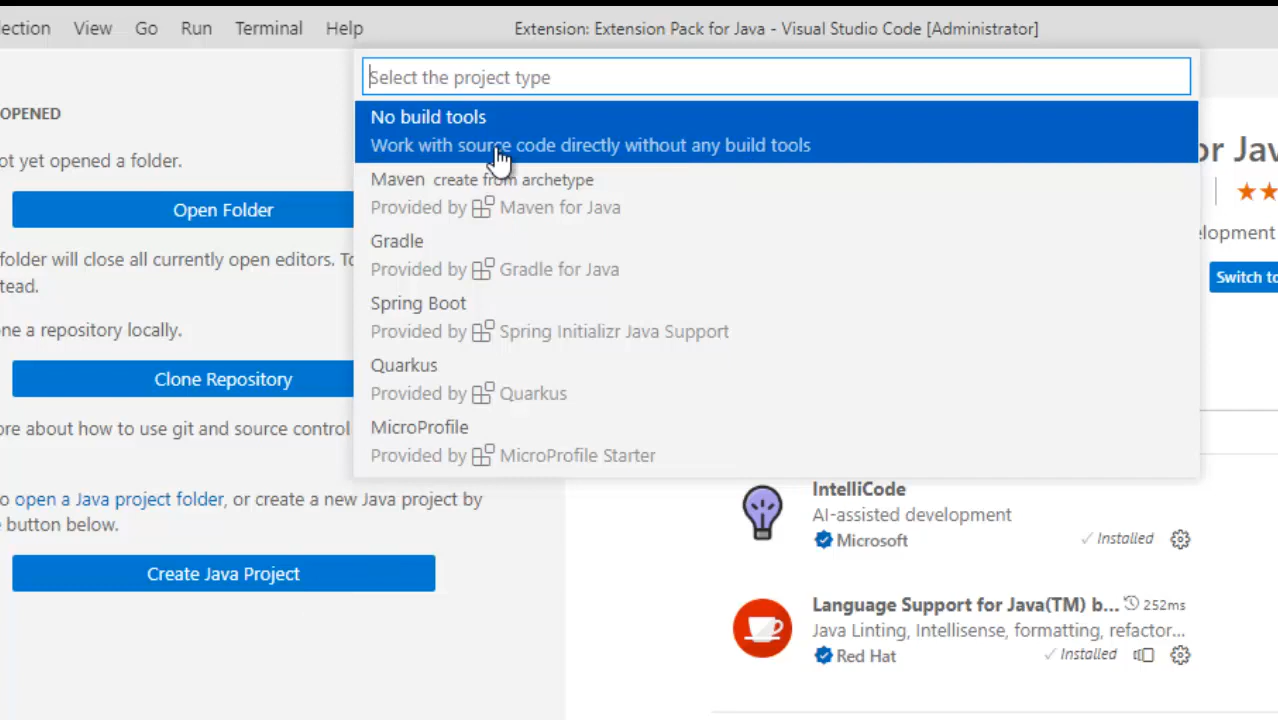 lection View Go Run Terminal Help Extension: Extension Pack for Java - Visual Studio Code [Administrator]
Select the project type
No build tools
Work with source code directly without any build tools
Maven create from archetype
Provided by Maven for Java
Gradle
Provided by Gradle for Java
Spring Boot
Provided by Spring Initializr Java Support
Quarkus
Provided by Quarkus
MicroProfile
Provided by MicroProfile Starter
OPENED
ot yet opened a folder.
Open Folder
folder will close all currently open editors. To
tead.
ne a repository locally.
Clone Repository
ore about how to use git and source control
o open a Java project folder, or create a new Java project by
button below.
Create Java Project
or Jav
lopment
Switch to
IntelliCode
AI-assisted development
Microsoft ✓ Installed
Language Support for Java(TM) b... 252ms
Java Linting, Intellisense, formatting, refactor...
Red Hat ✓ Installed